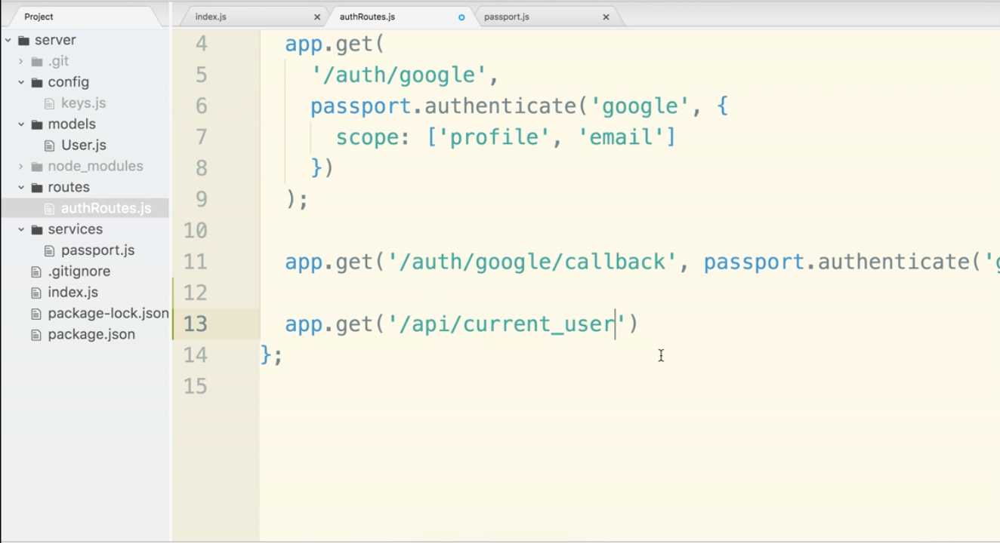 Project
index.js
authRoutes.js
passport.js
server
.git
config
keys.js
models
User.js
node_modules
routes
authRoutes.js
services
passport.js
.gitignore
index.js
package-lock.json
package.json
4 app.get(
5 '/auth/google',
6 passport.authenticate('google', {
7 scope: ['profile', 'email']
8 })
9 );
10
11 app.get('/auth/google/callback', passport.authenticate('g
12
13 app.get('/api/current_user')
14 };
15